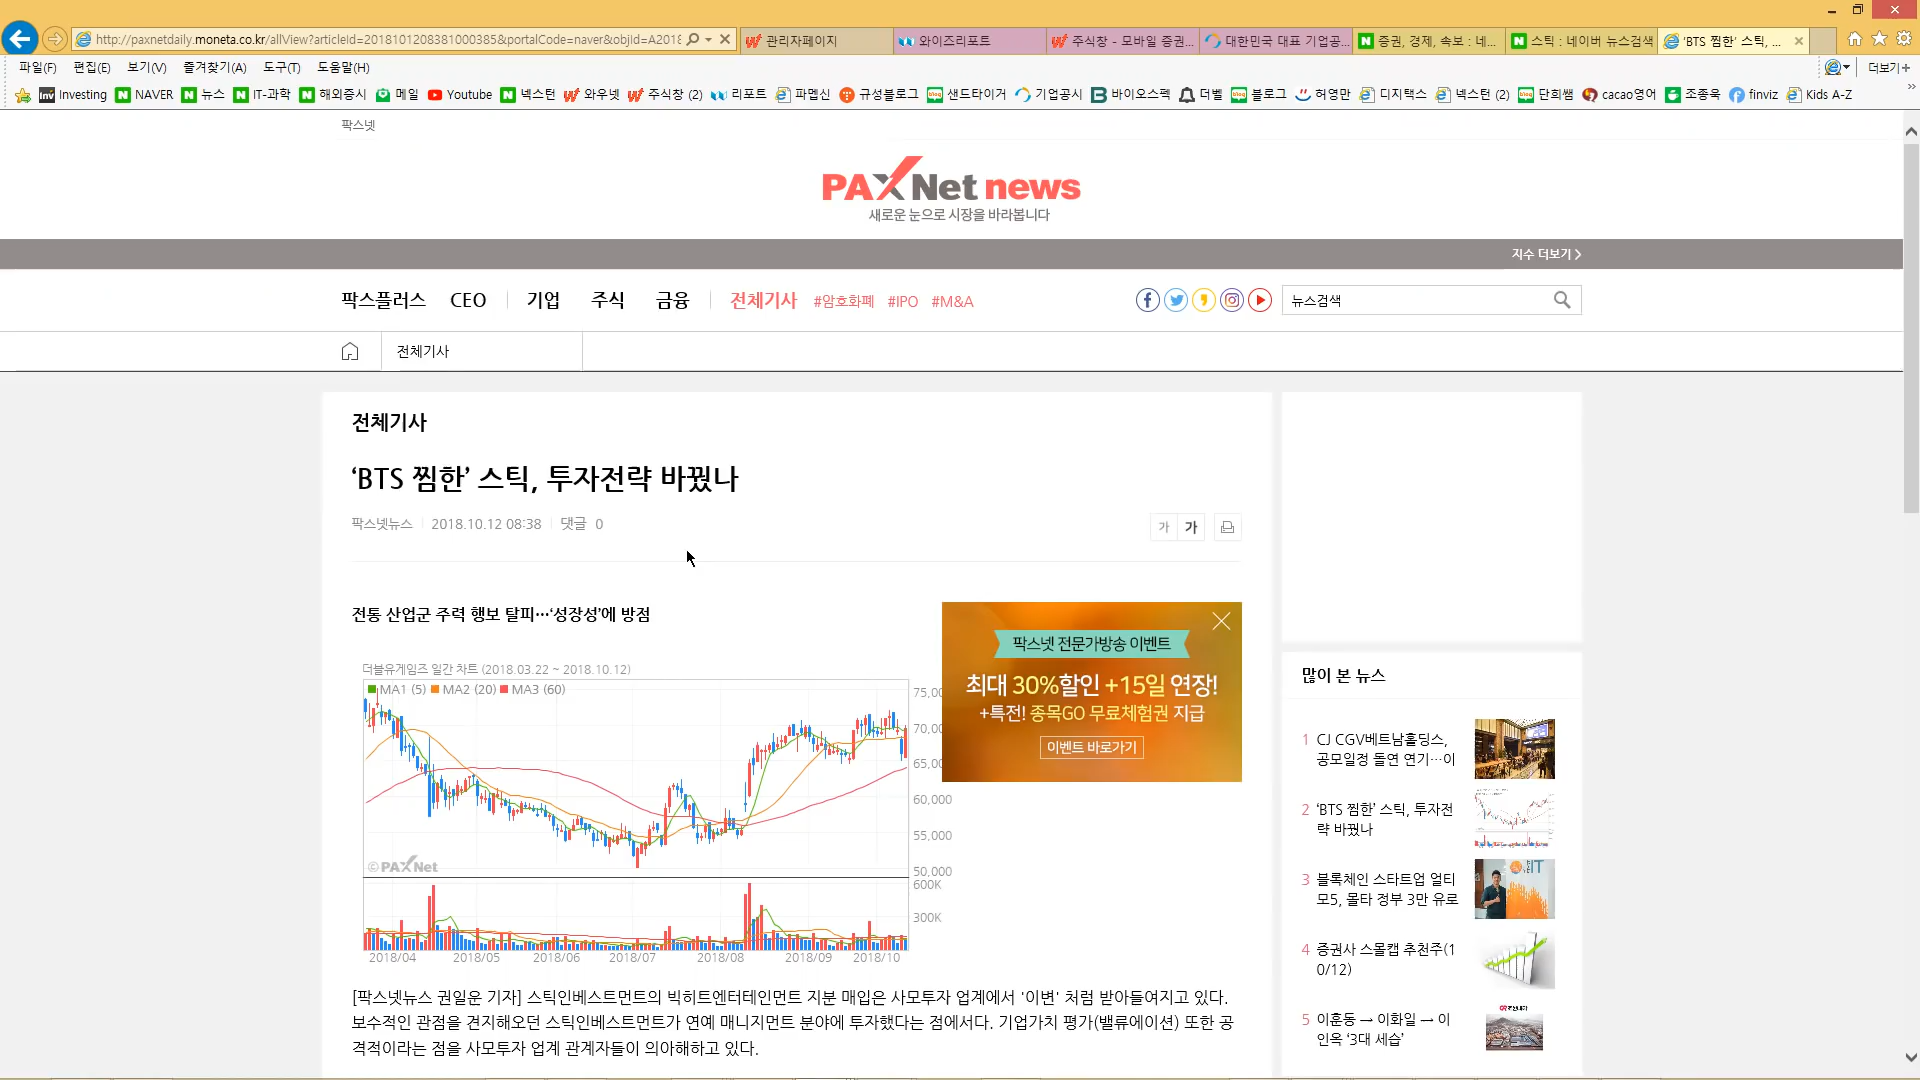 http://paxnetdaily.moneta.co.kr/allView?articleId=2018101208381000385&portalCode=naver&objId=A2018
관리자페이지
와이즈리포트
주식창 - 모바일 증권...
대한민국 대표 기업공...
증권, 경제, 속보 : 네...
스틱 : 네이버 뉴스검색
'BTS 찜한' 스틱, ...
파일(F) 편집(E) 보기(V) 즐겨찾기(A) 도구(T) 도움말(H)
더보기
Investing NAVER 뉴스 IT-과학 해외증시 메일 Youtube 넥스턴 와우넷 주식창 (2) 리포트 파멥신 규성블로그 샌드타이거 기업공시 바이오스펙 더벨 블로그 허영만 디지택스 넥스턴 (2) 단희쌤 cacao영어 조종욱 finviz Kids A-Z
팍스넷
PAXNet news
새로운 눈으로 시장을 바라봅니다
지수 더보기 >
팍스플러스 CEO 기업 주식 금융 전체기사 #암호화폐 #IPO #M&A
뉴스검색
전체기사
전체기사
‘BTS 찜한’ 스틱, 투자전략 바꿨나
팍스넷뉴스 2018.10.12 08:38 댓글 0
가 가
전통 산업군 주력 행보 탈피…‘성장성’에 방점
더블유게임즈 일간 차트 (2018.03.22 ~ 2018.10.12)
MA1 (5) MA2 (20) MA3 (60)
75,00
70,00
65,00
60,000
55,000
50,000
600K
300K
©PAXNet
2018/04 2018/05 2018/06 2018/07 2018/08 2018/09 2018/10
팍스넷 전문가방송 이벤트
최대 30%할인 +15일 연장!
+특전! 종목GO 무료체험권 지급
이벤트 바로가기
[팍스넷뉴스 권일운 기자] 스틱인베스트먼트의 빅히트엔터테인먼트 지분 매입은 사모투자 업계에서 '이변' 처럼 받아들여지고 있다.
보수적인 관점을 견지해오던 스틱인베스트먼트가 연예 매니지먼트 분야에 투자했다는 점에서다. 기업가치 평가(밸류에이션) 또한 공
격적이라는 점을 사모투자 업계 관계자들이 의아해하고 있다.
많이 본 뉴스
1 CJ CGV베트남홀딩스,
공모일정 돌연 연기…이
2 ‘BTS 찜한’ 스틱, 투자전
략 바꿨나
3 블록체인 스타트업 얼티
모5, 몰타 정부 3만 유로
4 증권사 스몰캡 추천주(1
0/12)
5 이훈동 → 이화일 → 이
인옥 ‘3대 세습’